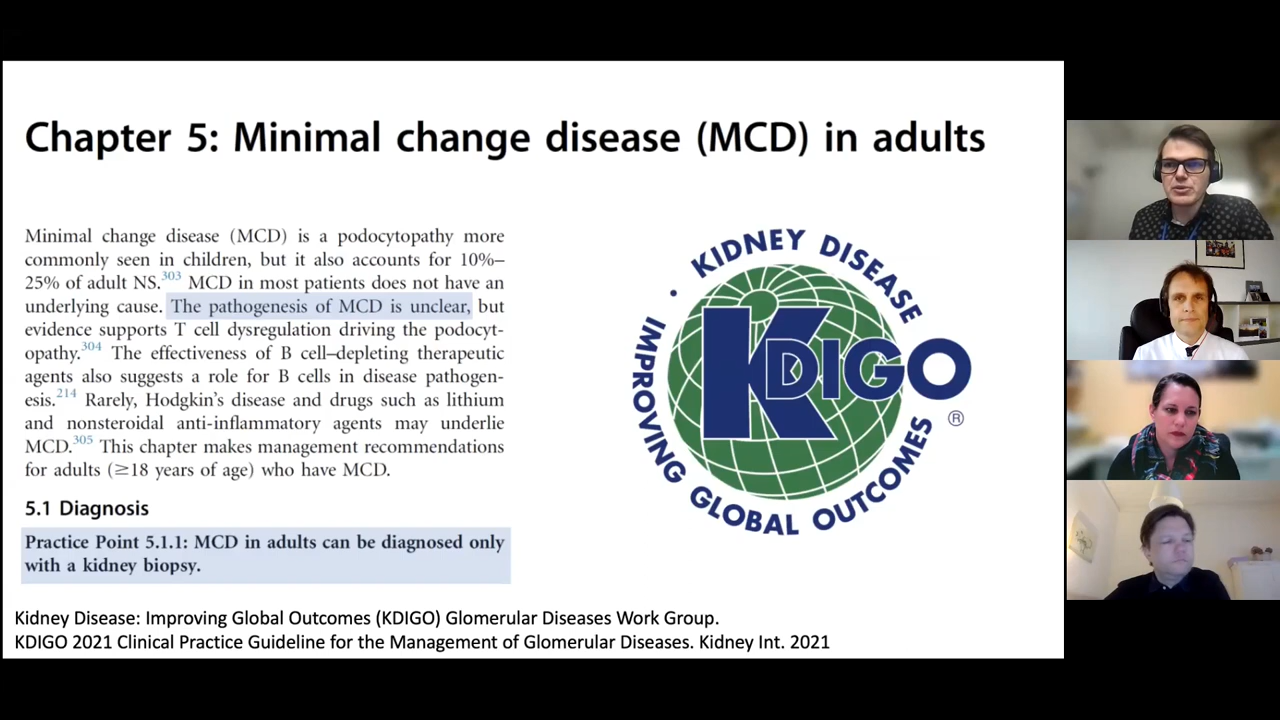 Chapter 5: Minimal change disease (MCD) in adults
Minimal change disease (MCD) is a podocytopathy more
commonly seen in children, but it also accounts for 10%–
25% of adult NS.303 MCD in most patients does not have an
underlying cause. The pathogenesis of MCD is unclear, but
evidence supports T cell dysregulation driving the podocyt-
opathy.304 The effectiveness of B cell–depleting therapeutic
agents also suggests a role for B cells in disease pathogen-
esis.214 Rarely, Hodgkin's disease and drugs such as lithium
and nonsteroidal anti-inflammatory agents may underlie
MCD.305 This chapter makes management recommendations
for adults (≥18 years of age) who have MCD.
5.1 Diagnosis
Practice Point 5.1.1: MCD in adults can be diagnosed only
with a kidney biopsy.
• KIDNEY DISEASE
KDIGO
®
IMPROVING GLOBAL OUTCOMES
Kidney Disease: Improving Global Outcomes (KDIGO) Glomerular Diseases Work Group.
KDIGO 2021 Clinical Practice Guideline for the Management of Glomerular Diseases. Kidney Int. 2021